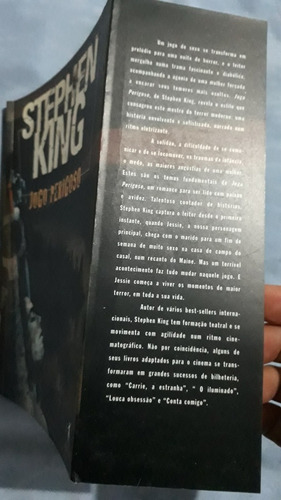 STEPHEN
KING
JOGO PERIGOSO
Um jogo de sexo se transforma em
prelúdio para uma noite de horror, e o leitor
mergulha numa trama fascinante e diabólica,
acompanhando a agonia de uma mulher forçada
a encarar seus temores mais ocultos. Jogo
Perigoso, de Stephen King, revela o estilo que
consagrou este mestre do terror moderno: uma
história envolvente e sofisticada, narrada num
ritmo eletrizante.
A solidão, a dificuldade de se comu-
nicar e de se locomover, os traumas de infância
e medo, as maiores angústias de uma mulher.
Estes são os temas fundamentais de Jogo
Perigoso, um romance para ser lido com paixão
e avidez. Talentoso contador de histórias,
Stephen King captura o leitor desde o primeiro
instante, quando Jessie, a nossa personagem
principal, chega com o marido para um fim de
semana de muito sexo na casa de campo do
casal, num recanto do Maine. Mas um terrível
acontecimento faz tudo mudar naquele jogo. E
Jessie começa a viver os momentos do maior
terror, em toda a sua vida.
Autor de vários best-sellers interna-
cionais, Stephen King tem formação teatral e se
movimenta com agilidade num ritmo cine-
matográfico. Não por coincidência, alguns de
seus livros adaptados para o cinema se trans-
formaram em grandes sucessos de bilheteria,
como "Carrie, a estranha", " O iluminado",
"Louca obsessão" e "Conta comigo".